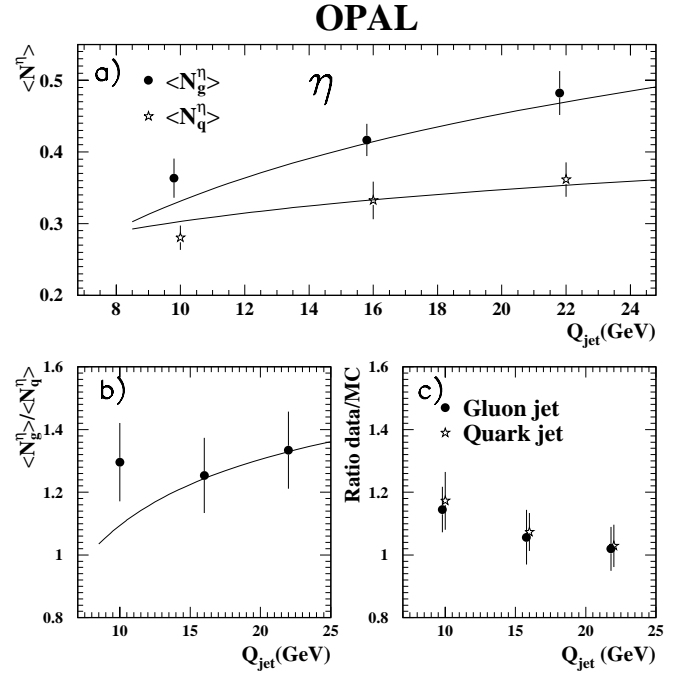 OPAL
<N^η>
a)
<N_g^η>
<N_q^η>
η
0.5
0.4
0.3
0.2
8 10 12 14 16 18 20 22 24
Q_jet(GeV)
<N_g^η>/<N_q^η>
b)
1.6
1.4
1.2
1
0.8
10 15 20 25
Q_jet(GeV)
Ratio data/MC
c)
Gluon jet
Quark jet
1.6
1.4
1.2
1
0.8
10 15 20 25
Q_jet(GeV)